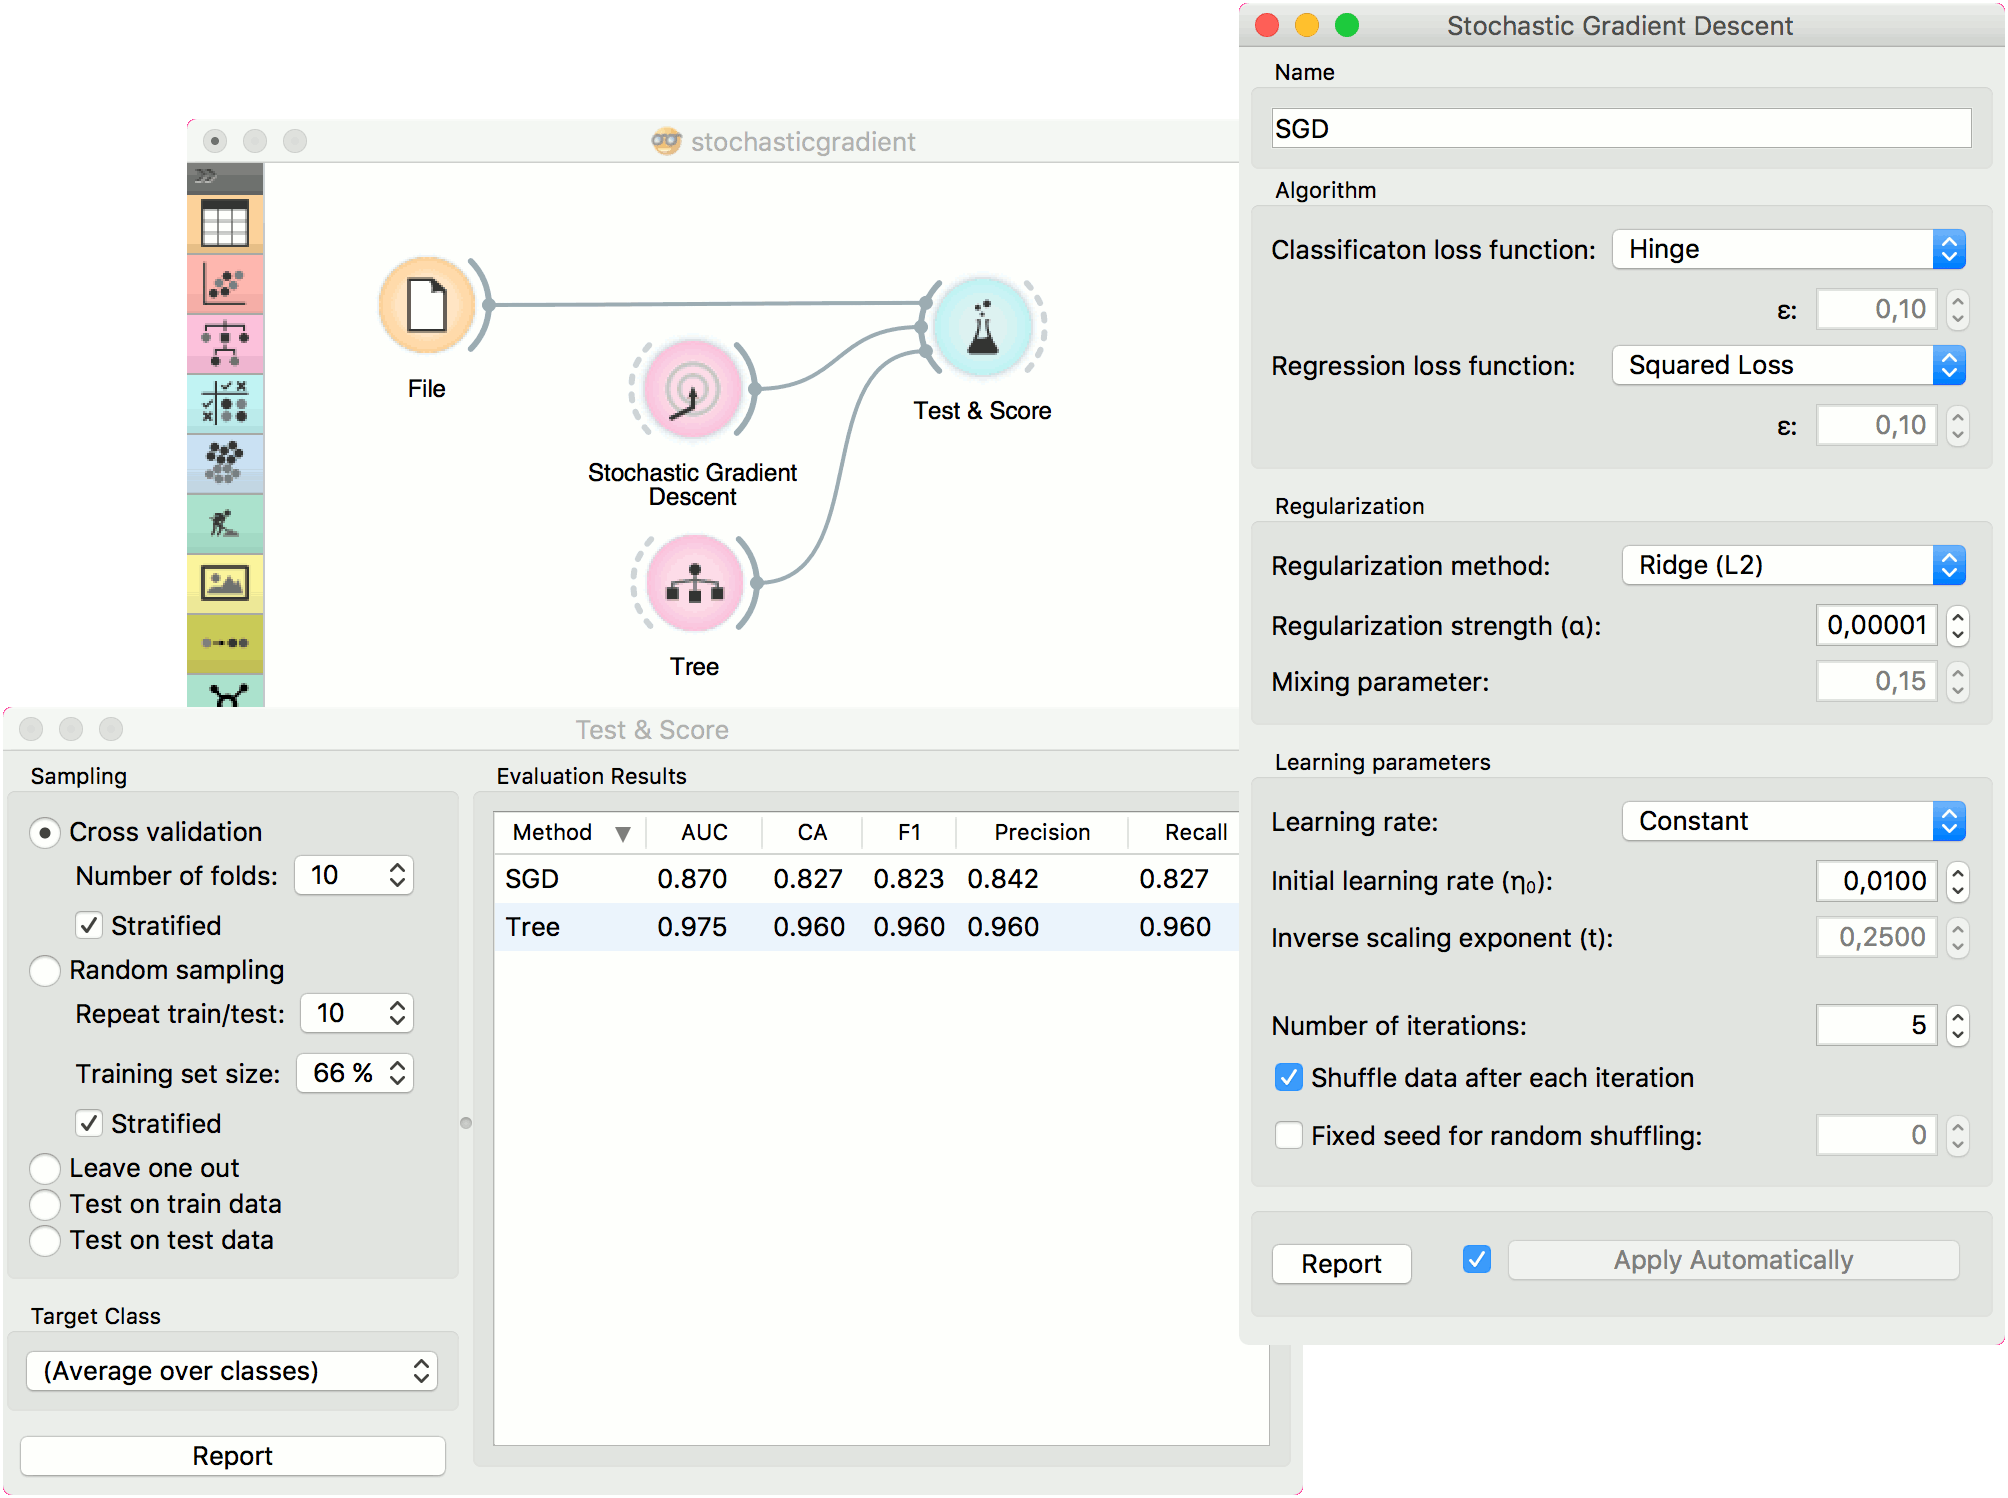 Stochastic Gradient Descent
Name
SGD
Algorithm
Classificaton loss function: Hinge
ε: 0,10
Regression loss function: Squared Loss
ε: 0,10
Regularization
Regularization method: Ridge (L2)
Regularization strength (α): 0,00001
Mixing parameter: 0,15
Learning parameters
Learning rate: Constant
Initial learning rate (η₀): 0,0100
Inverse scaling exponent (t): 0,2500
Number of iterations: 5
Shuffle data after each iteration
Fixed seed for random shuffling: 0
Report Apply Automatically
stochasticgradient
File
Test & Score
Stochastic Gradient
Descent
Tree
Test & Score
Sampling
Cross validation
Number of folds: 10
Stratified
Random sampling
Repeat train/test: 10
Training set size: 66 %
Stratified
Leave one out
Test on train data
Test on test data
Target Class
(Average over classes)
Report
Evaluation Results
Method AUC CA F1 Precision Recall
SGD 0.870 0.827 0.823 0.842 0.827
Tree 0.975 0.960 0.960 0.960 0.960